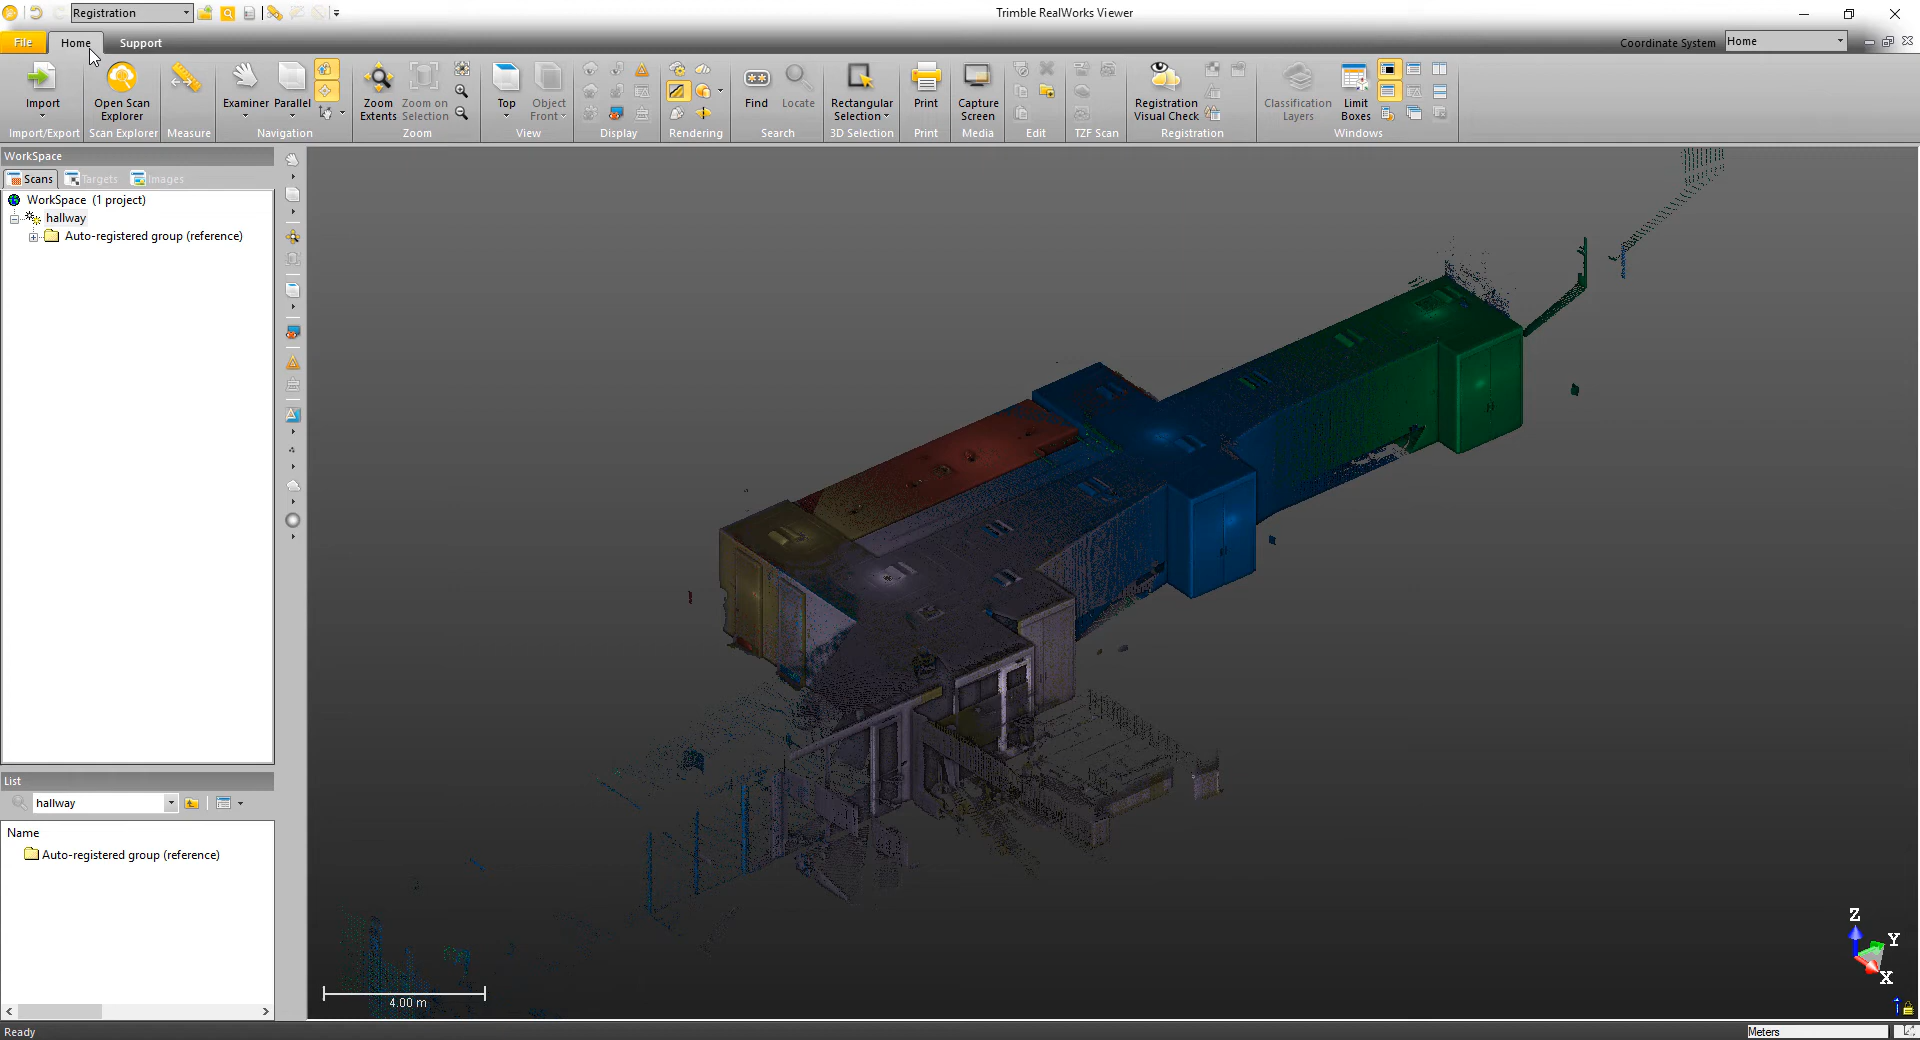 Registration
Trimble RealWorks Viewer
File
Home
Support
Coordinate System
Home
Import
Open Scan
Explorer
Examiner
Parallel
Zoom
Extents
Zoom on
Selection
Top
Object
Front
Find
Locate
Rectangular
Selection
Print
Capture
Screen
Registration
Visual Check
Classification
Layers
Limit
Boxes
Import/Export
Scan Explorer
Measure
Navigation
Zoom
View
Display
Rendering
Search
3D Selection
Print
Media
Edit
TZF Scan
Registration
Windows
WorkSpace
Scans
Targets
Images
WorkSpace (1 project)
hallway
Auto-registered group (reference)
List
hallway
Name
Auto-registered group (reference)
4.00 m
Z
Y
X
Ready
Meters